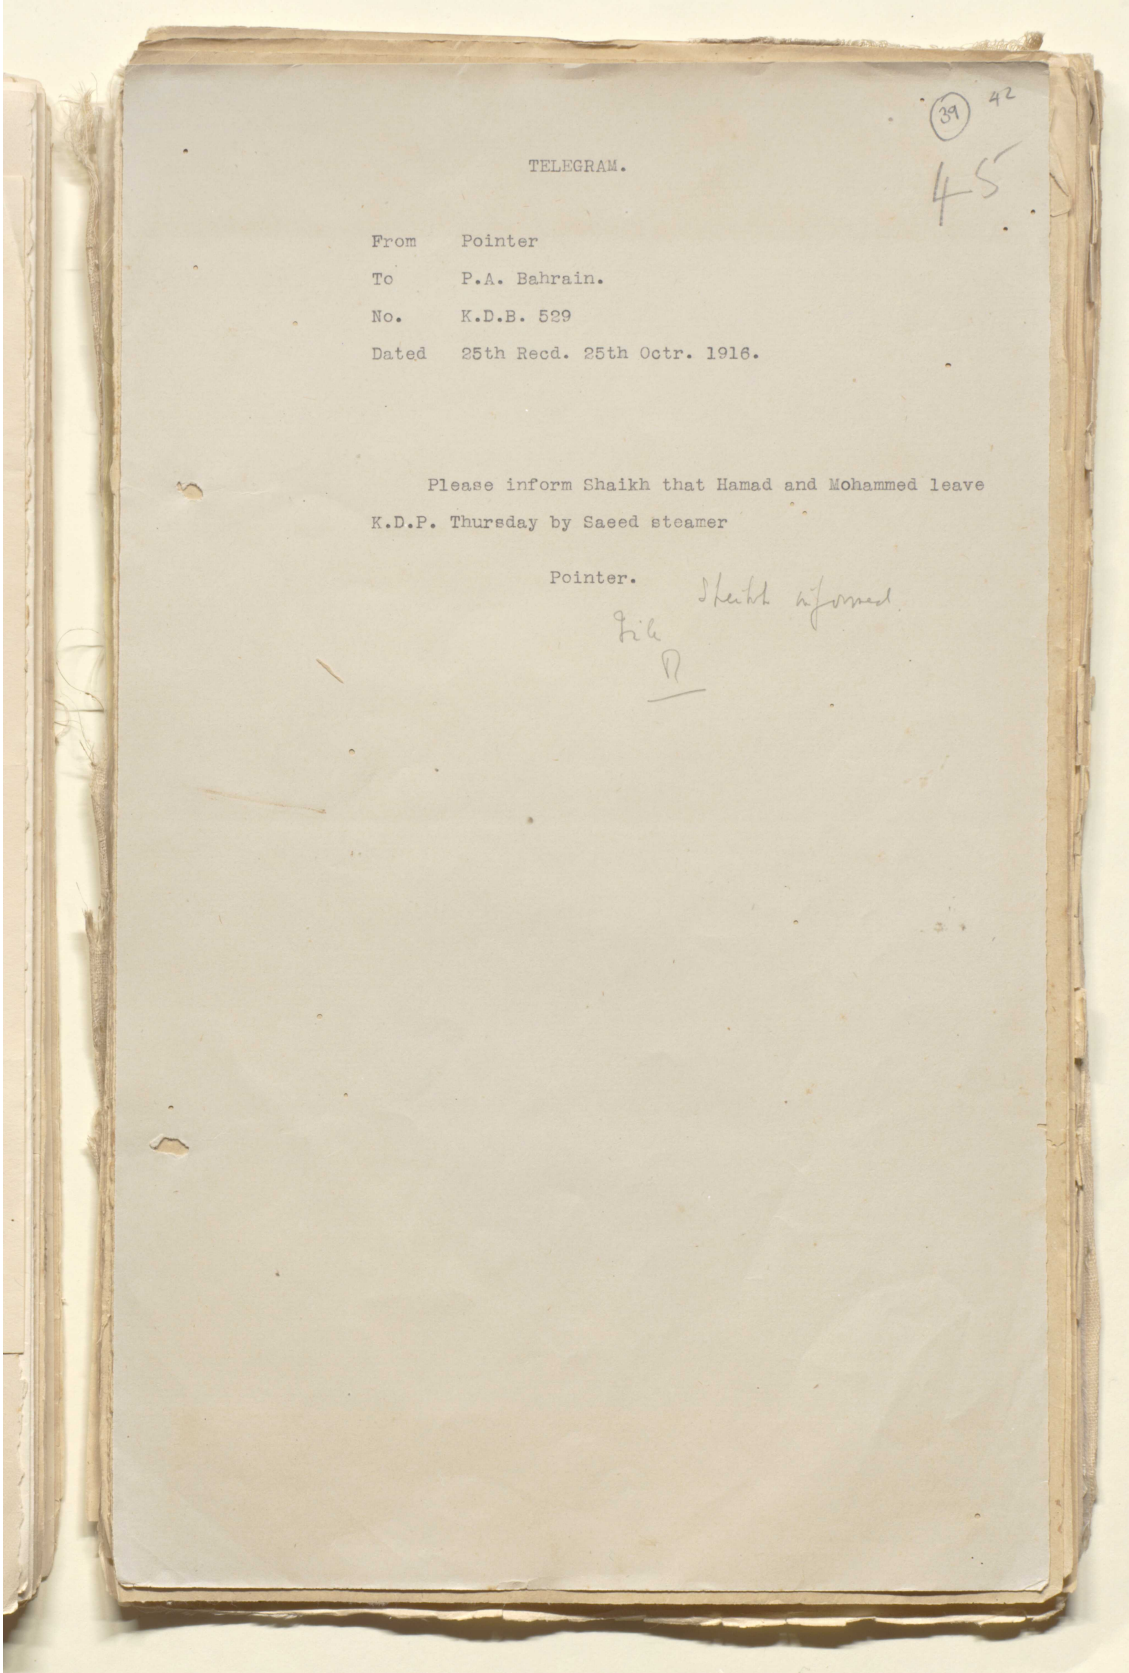 39 42
45
TELEGRAM.
From Pointer
To P.A. Bahrain.
No. K.D.B. 529
Dated 25th Recd. 25th Octr. 1916.
Please inform Shaikh that Hamad and Mohammed leave
K.D.P. Thursday by Saeed steamer
Pointer.
Sheikh informed
File